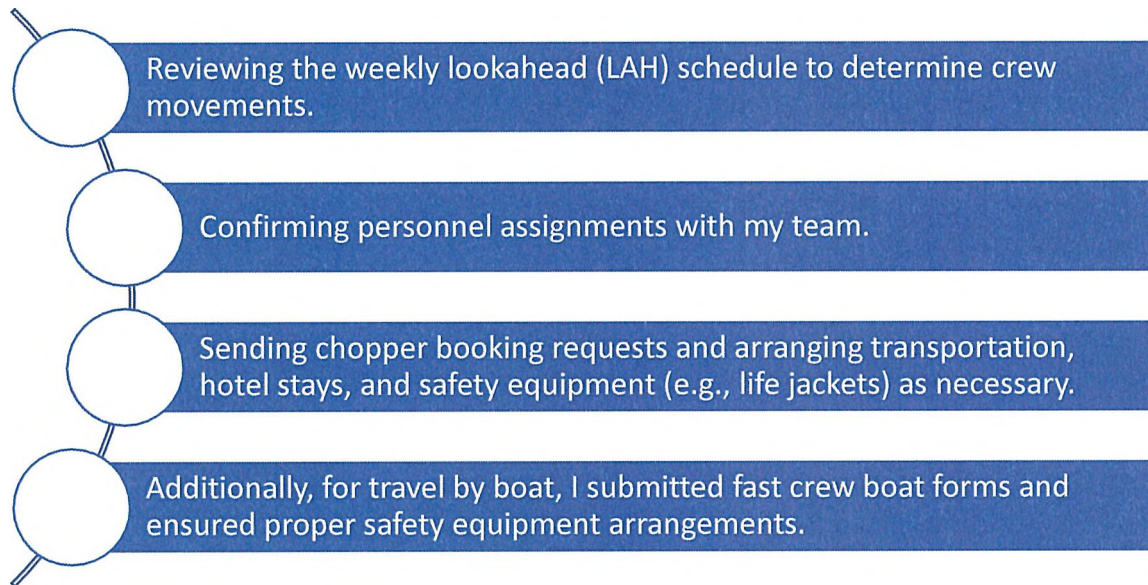 Reviewing the weekly lookahead (LAH) schedule to determine crew
movements.
Confirming personnel assignments with my team.
Sending chopper booking requests and arranging transportation,
hotel stays, and safety equipment (e.g., life jackets) as necessary.
Additionally, for travel by boat, I submitted fast crew boat forms and
ensured proper safety equipment arrangements.